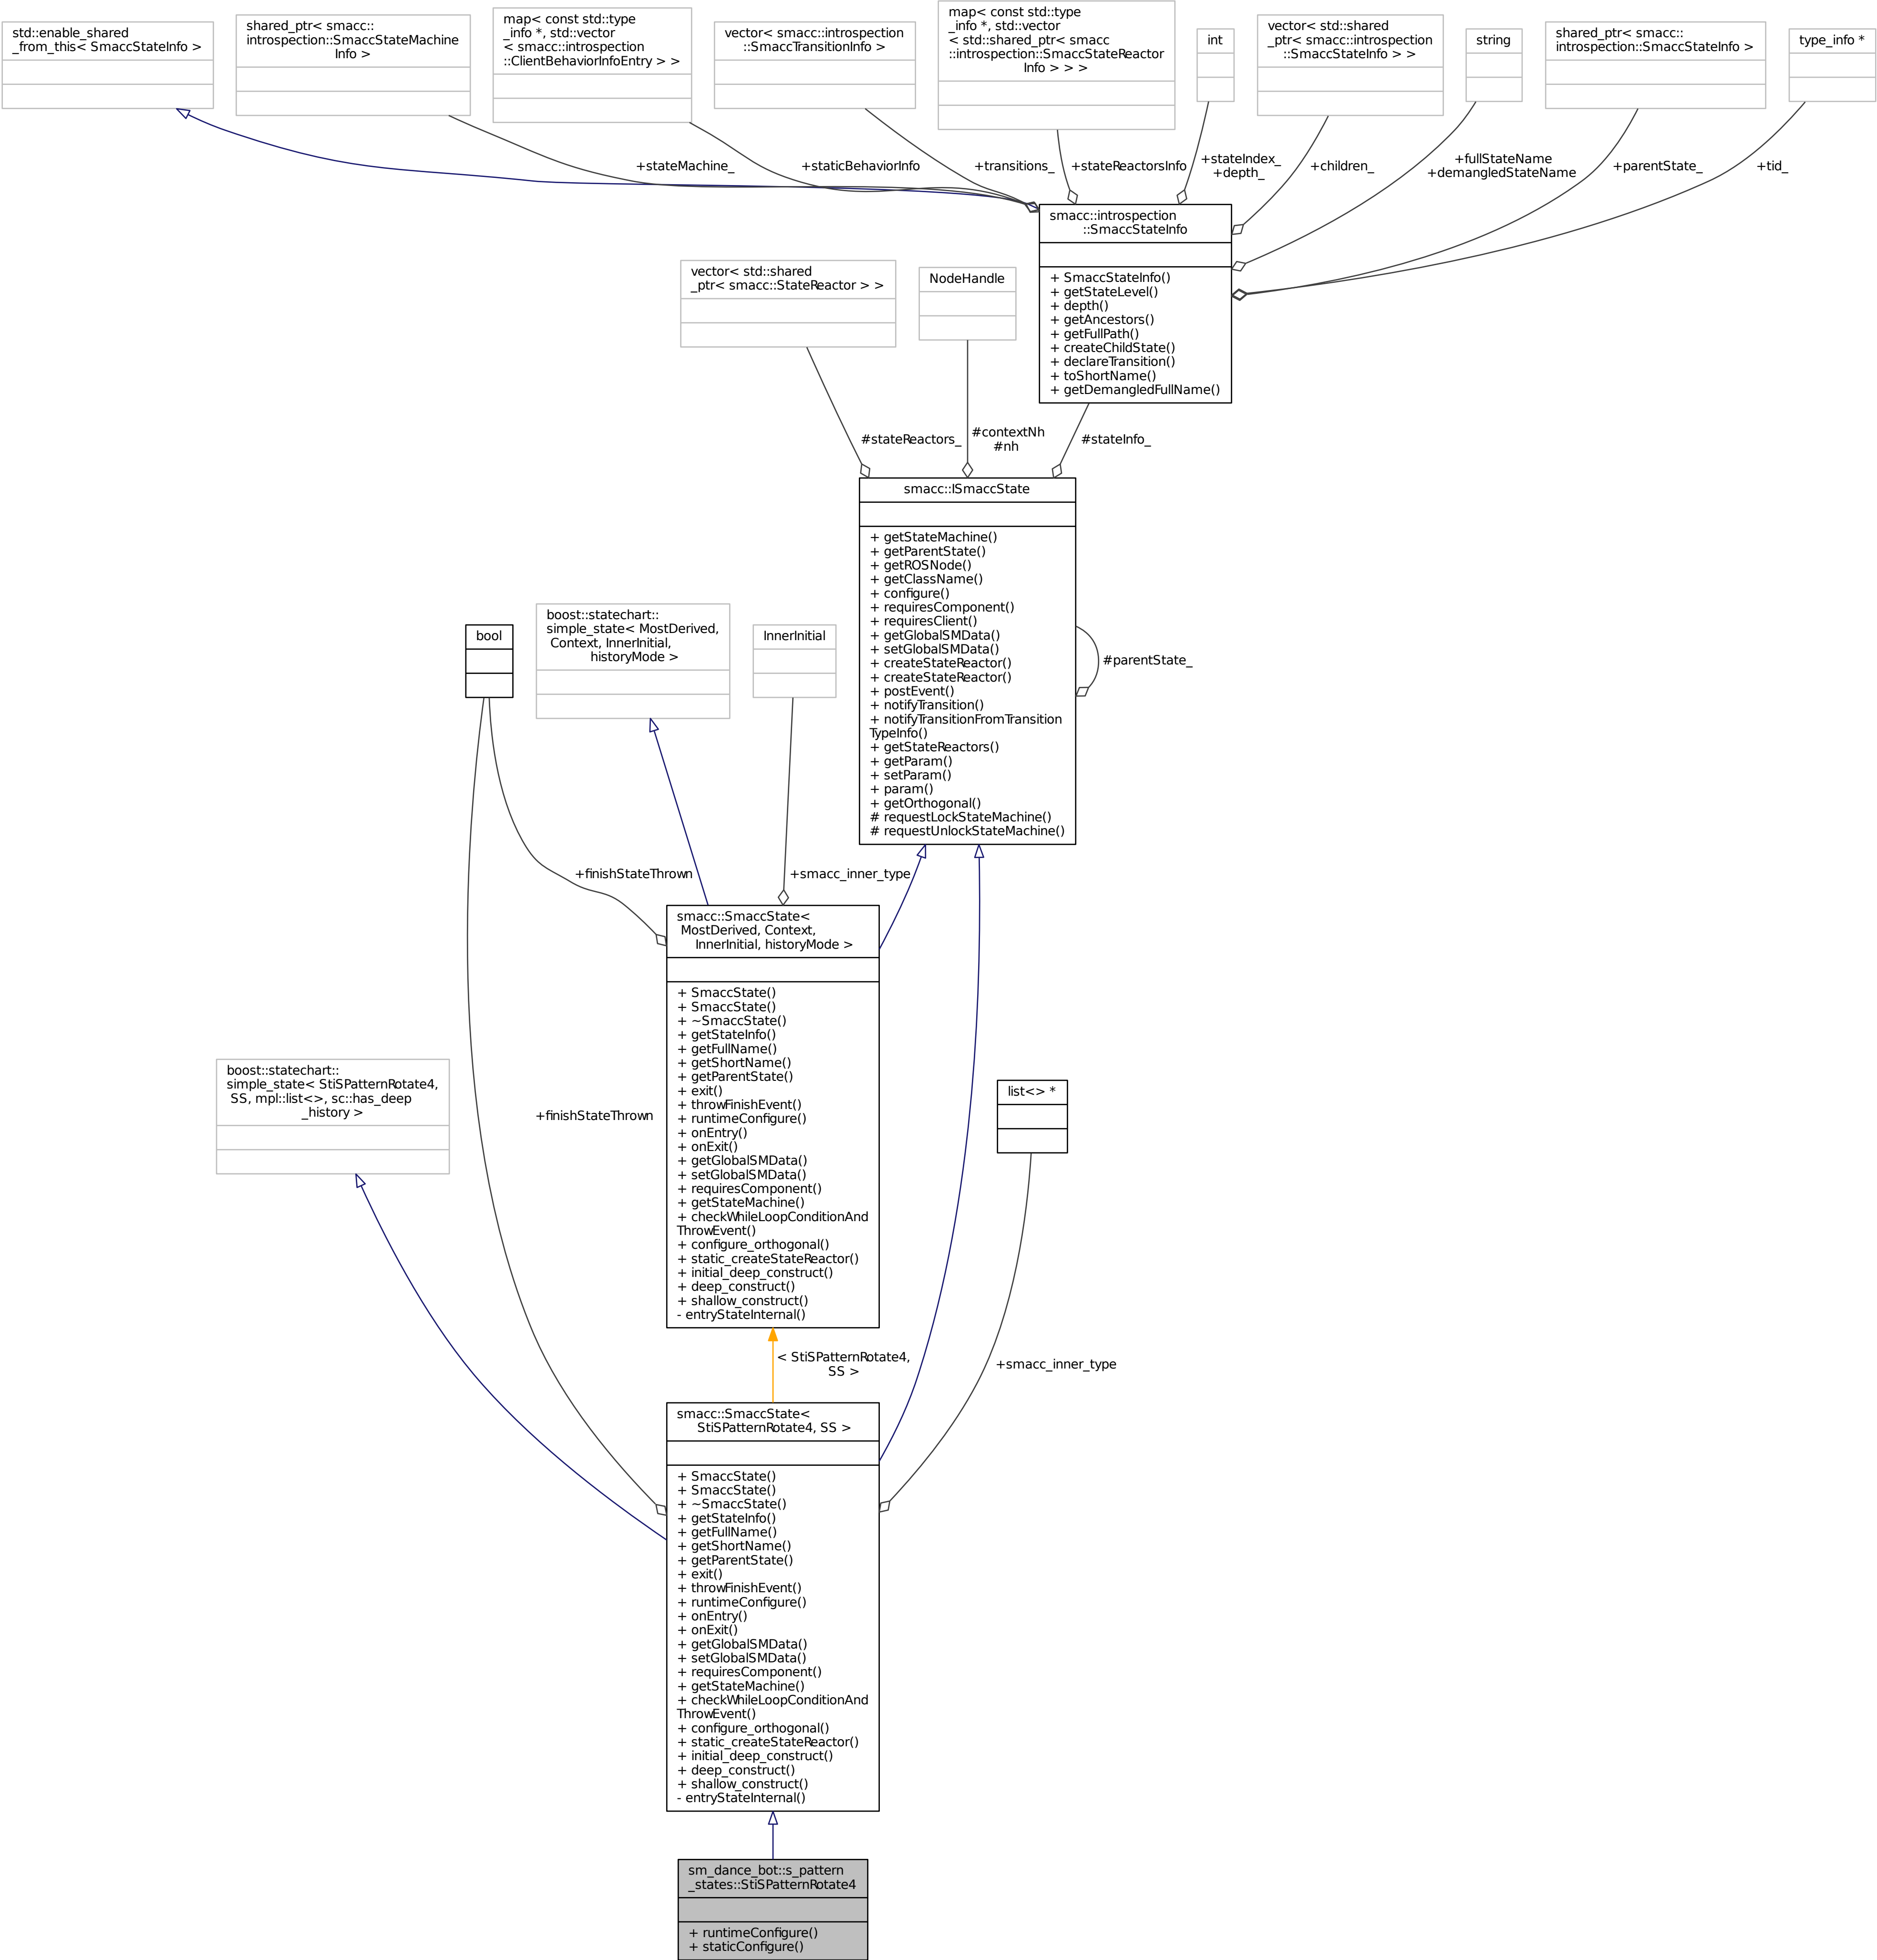 std::enable_shared
_from_this< SmaccStateInfo >
shared_ptr< smacc::
introspection::SmaccStateMachine
Info >
map< const std::type
_info *, std::vector
< smacc::introspection
::ClientBehaviorInfoEntry > >
vector< smacc::introspection
::SmaccTransitionInfo >
map< const std::type
_info *, std::vector
< std::shared_ptr< smacc
::introspection::SmaccStateReactor
Info > > >
int
vector< std::shared
_ptr< smacc::introspection
::SmaccStateInfo > >
string
shared_ptr< smacc::
introspection::SmaccStateInfo >
type_info *
+stateMachine_
+staticBehaviorInfo
+transitions_
+stateReactorsInfo
+stateIndex_
+depth_
+children_
+fullStateName
+demangledStateName
+parentState_
+tid_
smacc::introspection
::SmaccStateInfo
+ SmaccStateInfo()
+ getStateLevel()
+ depth()
+ getAncestors()
+ getFullPath()
+ createChildState()
+ declareTransition()
+ toShortName()
+ getDemangledFullName()
vector< std::shared
_ptr< smacc::StateReactor > >
NodeHandle
#stateReactors_
#contextNh
#nh
#stateInfo_
smacc::ISmaccState
+ getStateMachine()
+ getParentState()
+ getROSNode()
+ getClassName()
+ configure()
+ requiresComponent()
+ requiresClient()
+ getGlobalSMData()
+ setGlobalSMData()
+ createStateReactor()
+ createStateReactor()
+ postEvent()
+ notifyTransition()
+ notifyTransitionFromTransition
TypeInfo()
+ getStateReactors()
+ getParam()
+ setParam()
+ param()
+ getOrthogonal()
# requestLockStateMachine()
# requestUnlockStateMachine()
#parentState_
bool
boost::statechart::
simple_state< MostDerived,
Context, InnerInitial,
historyMode >
InnerInitial
+finishStateThrown
+smacc_inner_type
smacc::SmaccState<
MostDerived, Context,
InnerInitial, historyMode >
+ SmaccState()
+ SmaccState()
+ ~SmaccState()
+ getStateInfo()
+ getFullName()
+ getShortName()
+ getParentState()
+ exit()
+ throwFinishEvent()
+ runtimeConfigure()
+ onEntry()
+ onExit()
+ getGlobalSMData()
+ setGlobalSMData()
+ requiresComponent()
+ getStateMachine()
+ checkWhileLoopConditionAnd
ThrowEvent()
+ configure_orthogonal()
+ static_createStateReactor()
+ initial_deep_construct()
+ deep_construct()
+ shallow_construct()
- entryStateInternal()
boost::statechart::
simple_state< StiSPatternRotate4,
SS, mpl::list<>, sc::has_deep
_history >
+finishStateThrown
list<> *
< StiSPatternRotate4,
SS >
+smacc_inner_type
smacc::SmaccState<
StiSPatternRotate4, SS >
+ SmaccState()
+ SmaccState()
+ ~SmaccState()
+ getStateInfo()
+ getFullName()
+ getShortName()
+ getParentState()
+ exit()
+ throwFinishEvent()
+ runtimeConfigure()
+ onEntry()
+ onExit()
+ getGlobalSMData()
+ setGlobalSMData()
+ requiresComponent()
+ getStateMachine()
+ checkWhileLoopConditionAnd
ThrowEvent()
+ configure_orthogonal()
+ static_createStateReactor()
+ initial_deep_construct()
+ deep_construct()
+ shallow_construct()
- entryStateInternal()
sm_dance_bot::s_pattern
_states::StiSPatternRotate4
+ runtimeConfigure()
+ staticConfigure()